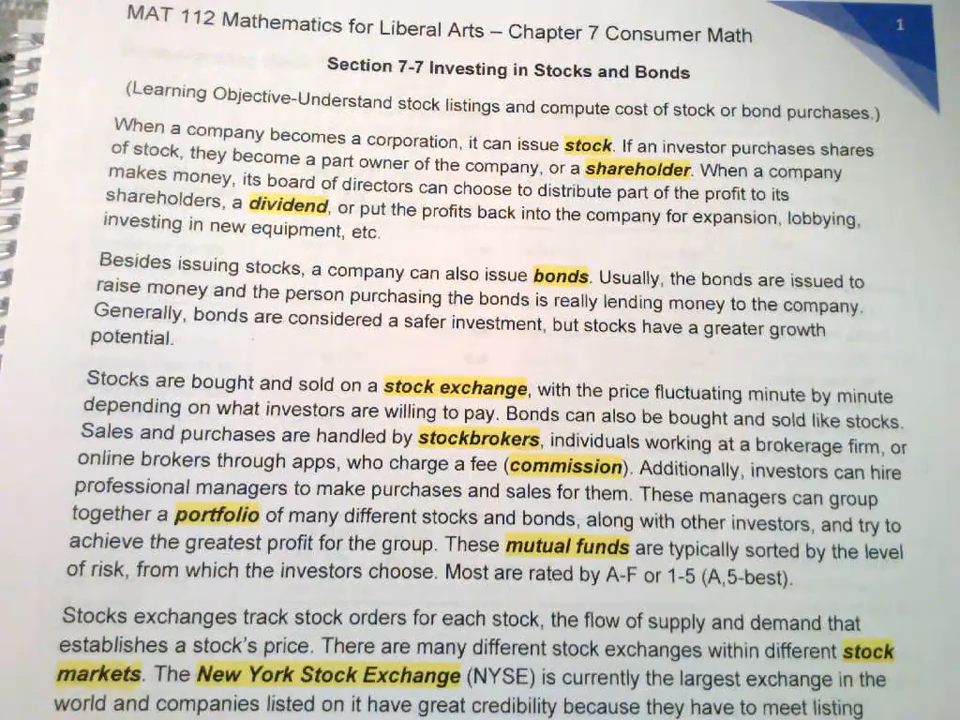 MAT 112 Mathematics for Liberal Arts – Chapter 7 Consumer Math
1
Section 7-7 Investing in Stocks and Bonds
(Learning Objective-Understand stock listings and compute cost of stock or bond purchases.)
When a company becomes a corporation, it can issue stock. If an investor purchases shares
of stock, they become a part owner of the company, or a shareholder. When a company
makes money, its board of directors can choose to distribute part of the profit to its
shareholders, a dividend, or put the profits back into the company for expansion, lobbying,
investing in new equipment, etc.
Besides issuing stocks, a company can also issue bonds. Usually, the bonds are issued to
raise money and the person purchasing the bonds is really lending money to the company.
Generally, bonds are considered a safer investment, but stocks have a greater growth
potential.
Stocks are bought and sold on a stock exchange, with the price fluctuating minute by minute
depending on what investors are willing to pay. Bonds can also be bought and sold like stocks.
Sales and purchases are handled by stockbrokers, individuals working at a brokerage firm, or
online brokers through apps, who charge a fee (commission). Additionally, investors can hire
professional managers to make purchases and sales for them. These managers can group
together a portfolio of many different stocks and bonds, along with other investors, and try to
achieve the greatest profit for the group. These mutual funds are typically sorted by the level
of risk, from which the investors choose. Most are rated by A-F or 1-5 (A,5-best).
Stocks exchanges track stock orders for each stock, the flow of supply and demand that
establishes a stock's price. There are many different stock exchanges within different stock
markets. The New York Stock Exchange (NYSE) is currently the largest exchange in the
world and companies listed on it have great credibility because they have to meet listing